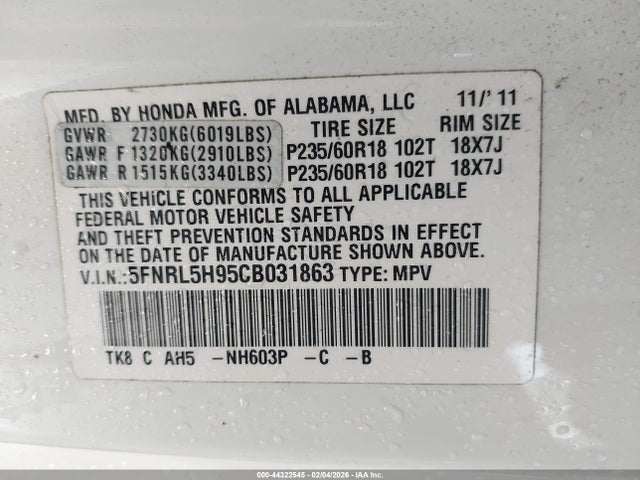 MFD. BY HONDA MFG. OF ALABAMA, LLC 11/'11
GVWR 2730KG(6019LBS) TIRE SIZE RIM SIZE
GAWR F 1320KG(2910LBS) P235/60R18 102T 18X7J
GAWR R 1515KG(3340LBS) P235/60R18 102T 18X7J
THIS VEHICLE CONFORMS TO ALL APPLICABLE
FEDERAL MOTOR VEHICLE SAFETY
AND THEFT PREVENTION STANDARDS IN EFFECT
ON THE DATE OF MANUFACTURE SHOWN ABOVE.
V.I.N.: 5FNRL5H95CB031863 TYPE: MPV
TK8 C AH5 -NH603P -C -B
000-44322545 - 02/04/2026 - IAA Inc.